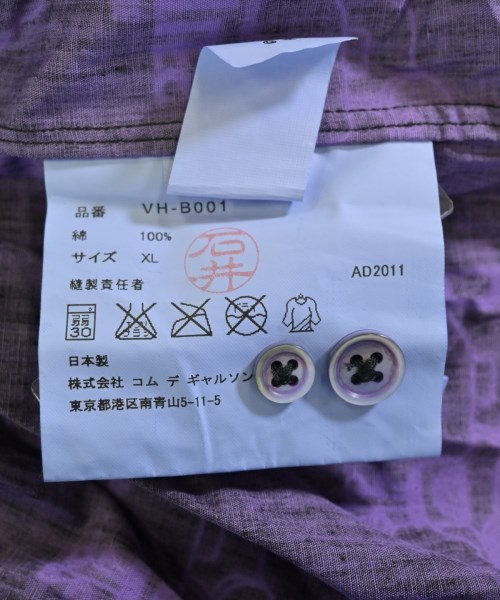 品番 VH-B001
綿 100%
サイズ XL
石井
縫製責任者 AD2011
弱 30
日本製
株式会社 コム デ ギャルソン
東京都港区南青山5-11-5